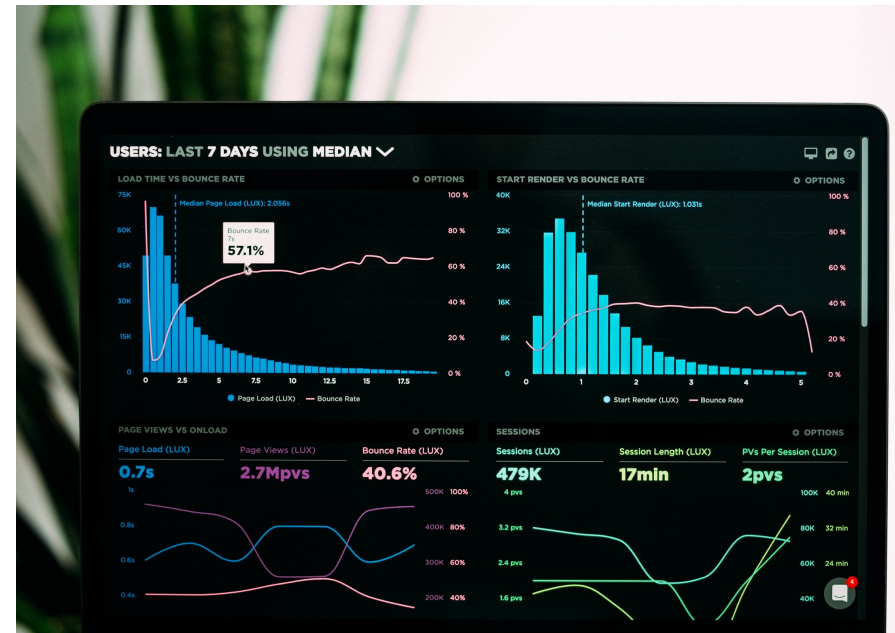 USERS: LAST 7 DAYS USING MEDIAN
LOAD TIME VS BOUNCE RATE
OPTIONS
75K
60K
45K
30K
15K
0
Median Page Load (LUX): 2.056s
Bounce Rate
7s
57.1%
100 %
80 %
60 %
40 %
20 %
0 %
0 2.5 5 7.5 10 12.5 15 17.5
Page Load (LUX) Bounce Rate
START RENDER VS BOUNCE RATE
OPTIONS
40K
32K
24K
16K
8K
0
Median Start Render (LUX): 1.031s
100 %
80 %
60 %
40 %
20 %
0 %
0 1 2 3 4 5
Start Render (LUX) Bounce Rate
PAGE VIEWS VS ONLOAD
OPTIONS
Page Load (LUX) Page Views (LUX) Bounce Rate (LUX)
0.7s 2.7Mpvs 40.6%
1s 500K 100%
0.8s 400K 80%
0.6s 300K 60%
0.4s 200K 40%
SESSIONS
OPTIONS
Sessions (LUX) Session Length (LUX) PVs Per Session (LUX)
479K 17min 2pvs
4 pvs 100K 40 min
3.2 pvs 80K 32 min
2.4 pvs 60K 24 min
1.6 pvs 40K
4